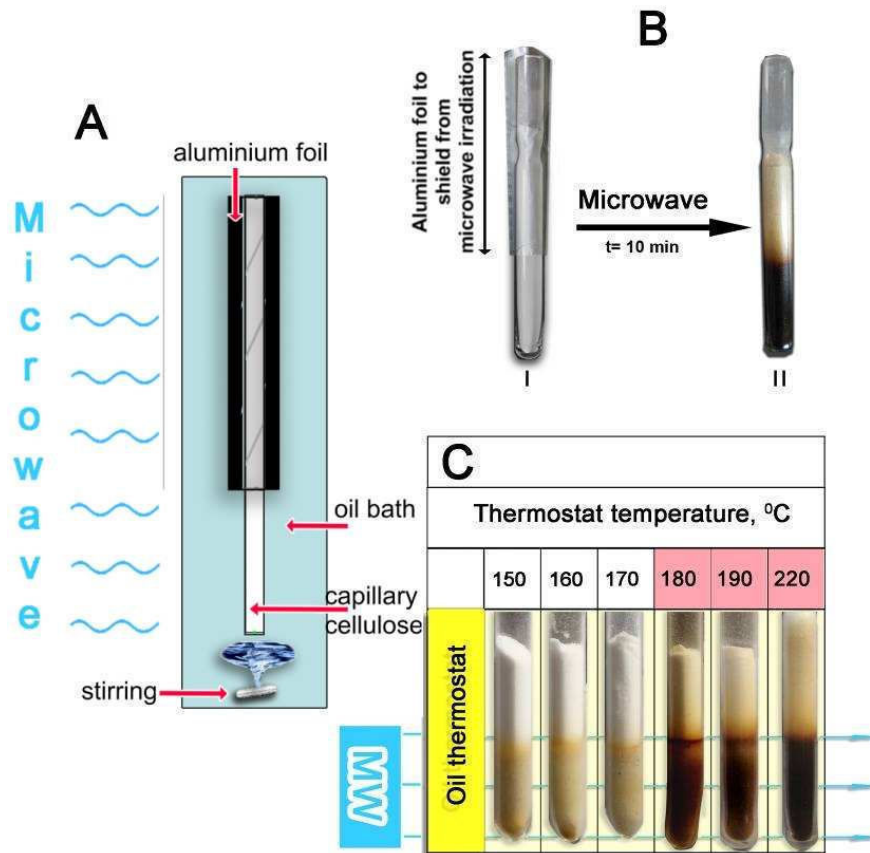 A
aluminium foil
Microwave
oil bath
capillary
cellulose
stirring
B
Aluminium foil to
shield from
microwave irradiation
Microwave
t= 10 min
I
II
C
Thermostat temperature, ⁰C
150 160 170 180 190 220
Oil thermostat
MW